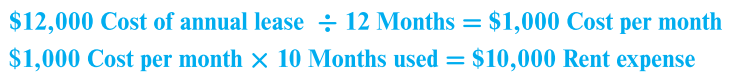 $12,000 Cost of annual lease ÷ 12 Months = $1,000 Cost per month
$1,000 Cost per month × 10 Months used = $10,000 Rent expense